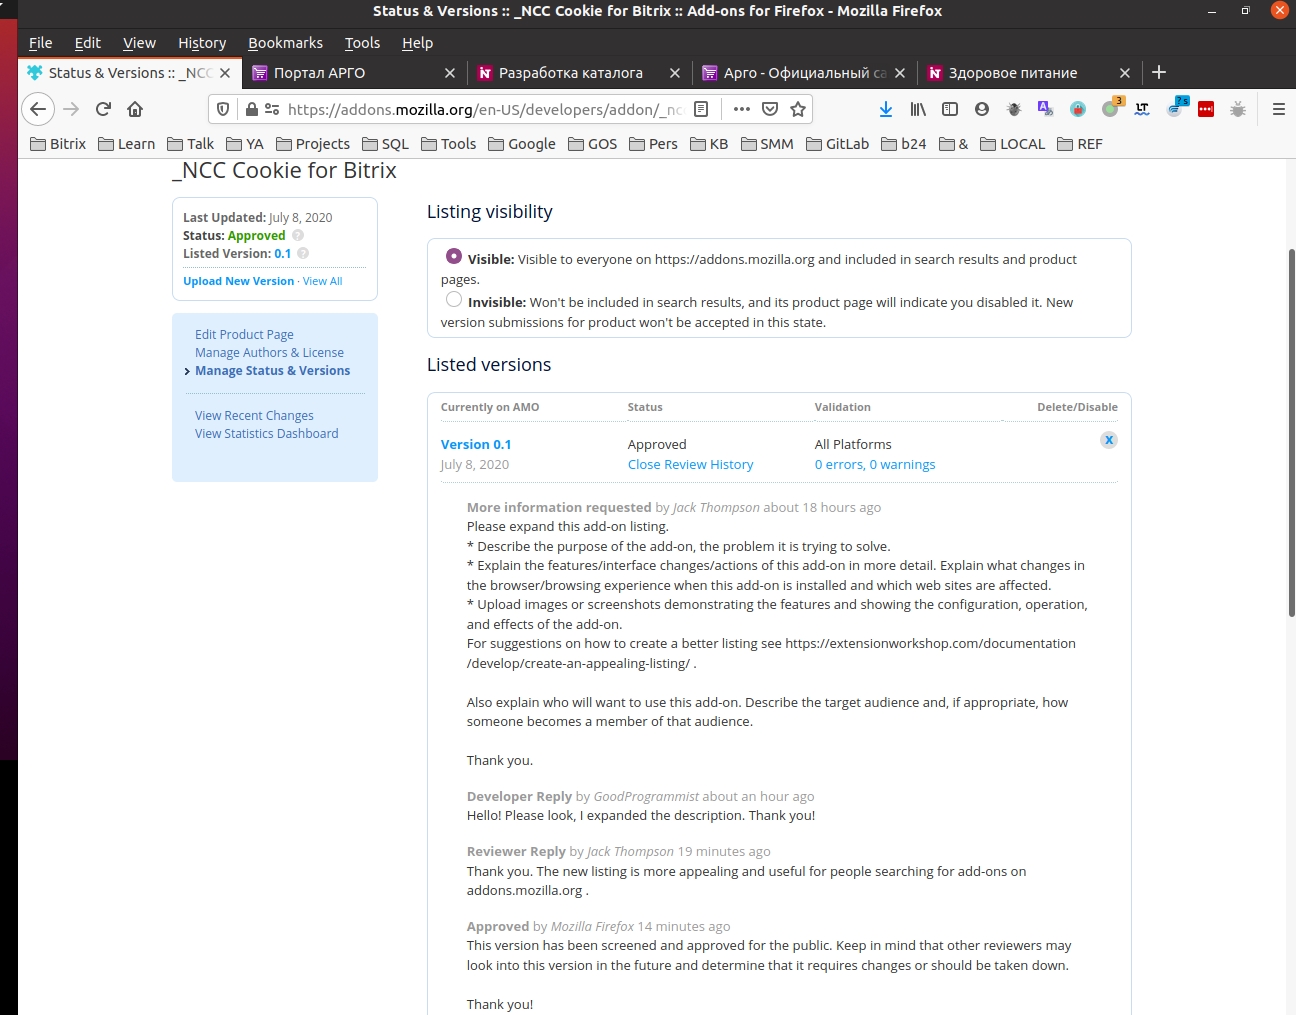 Status & Versions :: _NCC Cookie for Bitrix :: Add-ons for Firefox - Mozilla Firefox
File Edit View History Bookmarks Tools Help
Status & Versions :: _NCC
Портал АРГО
Разработка каталога
Арго - Официальный са
Здоровое питание
https://addons.mozilla.org/en-US/developers/addon/_nc
3
LT
?s
Bitrix Learn Talk YA Projects SQL Tools Google GOS Pers KB SMM GitLab b24 & LOCAL REF
_NCC Cookie for Bitrix
Last Updated: July 8, 2020
Status: Approved ?
Listed Version: 0.1 ?
Upload New Version · View All
Edit Product Page
Manage Authors & License
Manage Status & Versions
View Recent Changes
View Statistics Dashboard
Listing visibility
Visible: Visible to everyone on https://addons.mozilla.org and included in search results and product
pages.
Invisible: Won't be included in search results, and its product page will indicate you disabled it. New
version submissions for product won't be accepted in this state.
Listed versions
Currently on AMO Status Validation Delete/Disable
Version 0.1 Approved All Platforms x
July 8, 2020 Close Review History 0 errors, 0 warnings
More information requested by Jack Thompson about 18 hours ago
Please expand this add-on listing.
* Describe the purpose of the add-on, the problem it is trying to solve.
* Explain the features/interface changes/actions of this add-on in more detail. Explain what changes in
the browser/browsing experience when this add-on is installed and which web sites are affected.
* Upload images or screenshots demonstrating the features and showing the configuration, operation,
and effects of the add-on.
For suggestions on how to create a better listing see https://extensionworkshop.com/documentation
/develop/create-an-appealing-listing/ .
Also explain who will want to use this add-on. Describe the target audience and, if appropriate, how
someone becomes a member of that audience.
Thank you.
Developer Reply by GoodProgrammist about an hour ago
Hello! Please look, I expanded the description. Thank you!
Reviewer Reply by Jack Thompson 19 minutes ago
Thank you. The new listing is more appealing and useful for people searching for add-ons on
addons.mozilla.org .
Approved by Mozilla Firefox 14 minutes ago
This version has been screened and approved for the public. Keep in mind that other reviewers may
look into this version in the future and determine that it requires changes or should be taken down.
Thank you!